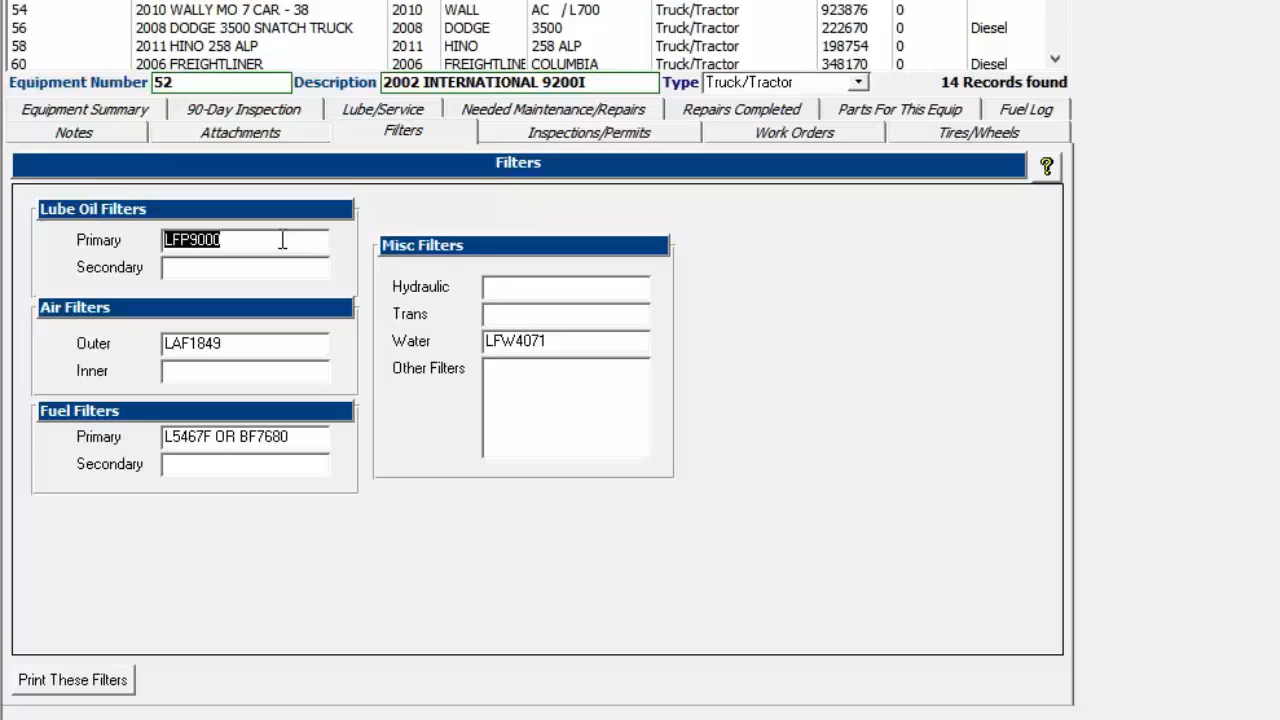 54 2010 WALLY MO 7 CAR - 38 2010 WALL AC / L700 Truck/Tractor 923876 0
56 2008 DODGE 3500 SNATCH TRUCK 2008 DODGE 3500 Truck/Tractor 222670 0 Diesel
58 2011 HINO 258 ALP 2011 HINO 258 ALP Truck/Tractor 198754 0
60 2006 FREIGHTLINER 2006 FREIGHTLINE COLUMBIA Truck/Tractor 348170 0 Diesel
Equipment Number 52 Description 2002 INTERNATIONAL 9200I Type Truck/Tractor 14 Records found
Equipment Summary 90-Day Inspection Lube/Service Needed Maintenance/Repairs Repairs Completed Parts For This Equip Fuel Log
Notes Attachments Filters Inspections/Permits Work Orders Tires/Wheels
Filters ?
Lube Oil Filters
Primary LFP9000
Secondary
Air Filters
Outer LAF1849
Inner
Fuel Filters
Primary L5467F OR BF7680
Secondary
Misc Filters
Hydraulic
Trans
Water LFW4071
Other Filters
Print These Filters